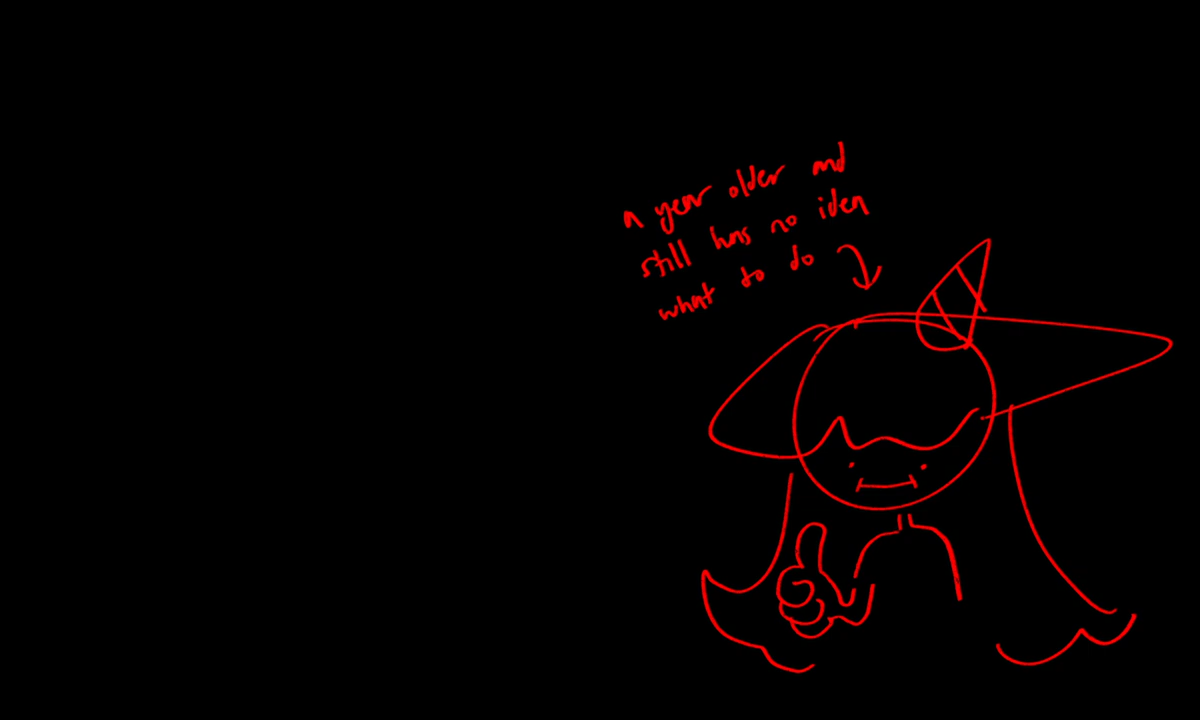 a year older and
still has no idea
what to do